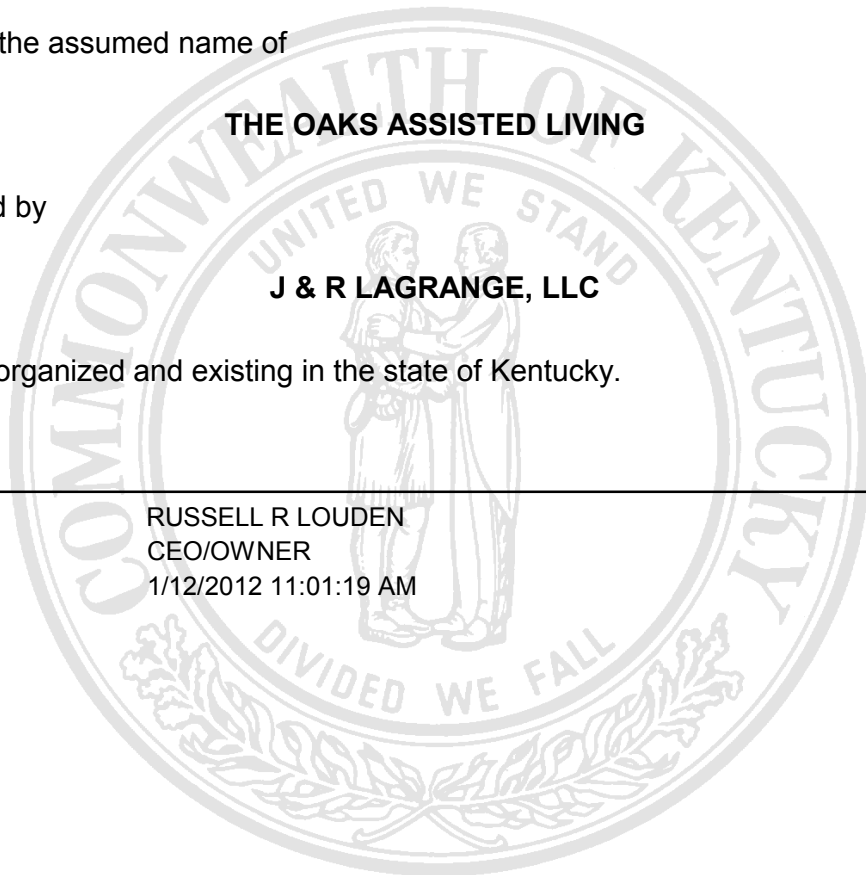 the assumed name of
THE OAKS ASSISTED LIVING
d by
J & R LAGRANGE, LLC
organized and existing in the state of Kentucky.
RUSSELL R LOUDEN
CEO/OWNER
1/12/2012 11:01:19 AM
COMMONWEALTH OF KENTUCKY
UNITED WE STAND
DIVIDED WE FALL